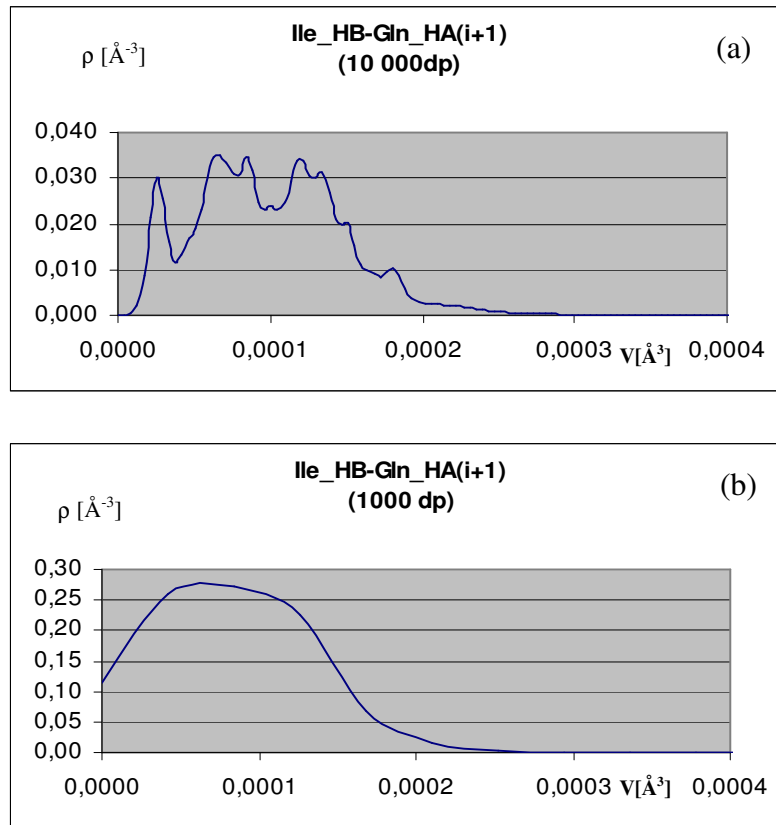 Ile_HB-Gln_HA(i+1)
(10 000dp)
(a)
ρ [Å-3]
0,040
0,030
0,020
0,010
0,000
0,0000 0,0001 0,0002 0,0003 0,0004
V[Å3]
Ile_HB-Gln_HA(i+1)
(1000 dp)
(b)
ρ [Å-3]
0,30
0,25
0,20
0,15
0,10
0,05
0,00
0,0000 0,0001 0,0002 0,0003 0,0004
V[Å3]